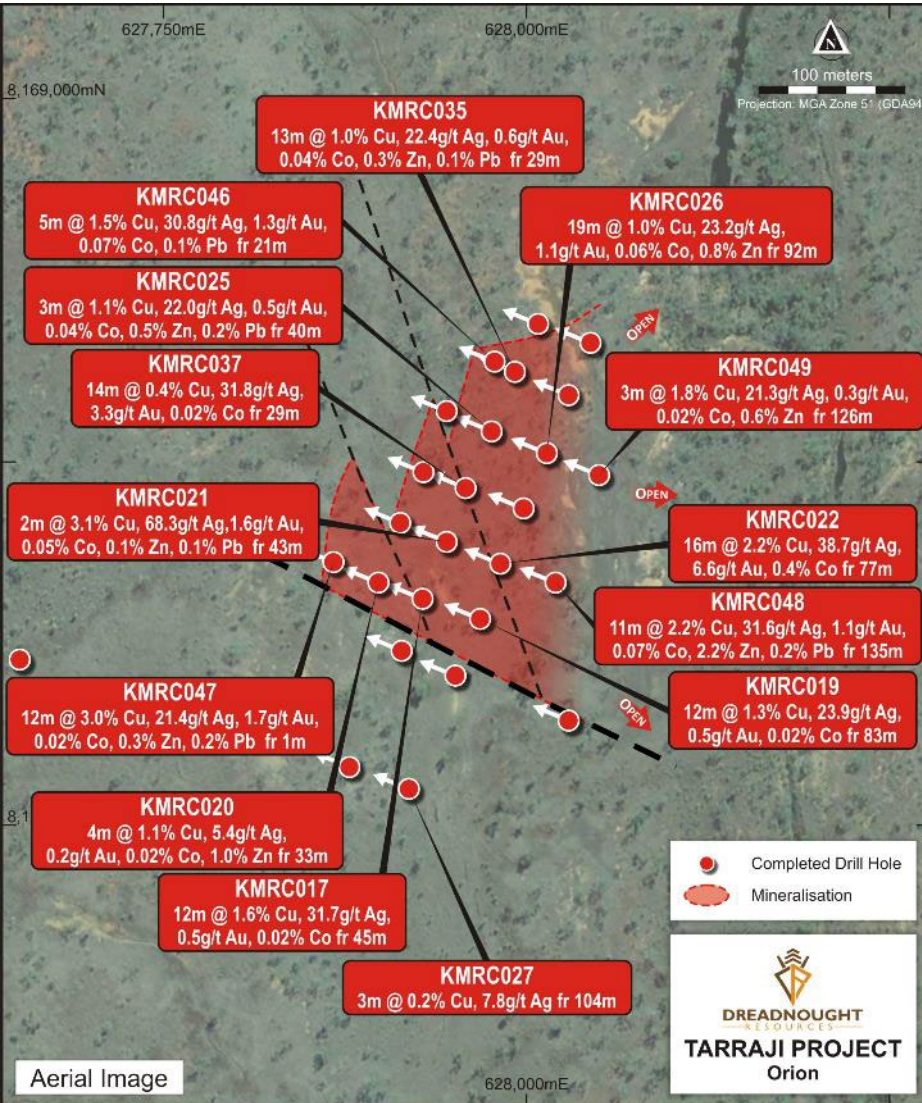 627,750mE
628,000mE
N
100 meters
Projection: MGA Zone 51 (GDA94
8,169,000mN
KMRC035
13m @ 1.0% Cu, 22.4g/t Ag, 0.6g/t Au,
0.04% Co, 0.3% Zn, 0.1% Pb fr 29m
KMRC046
5m @ 1.5% Cu, 30.8g/t Ag, 1.3g/t Au,
0.07% Co, 0.1% Pb fr 21m
KMRC026
19m @ 1.0% Cu, 23.2g/t Ag,
1.1g/t Au, 0.06% Co, 0.8% Zn fr 92m
KMRC025
3m @ 1.1% Cu, 22.0g/t Ag, 0.5g/t Au,
0.04% Co, 0.5% Zn, 0.2% Pb fr 40m
OPEN
KMRC037
14m @ 0.4% Cu, 31.8g/t Ag,
3.3g/t Au, 0.02% Co fr 29m
KMRC049
3m @ 1.8% Cu, 21.3g/t Ag, 0.3g/t Au,
0.02% Co, 0.6% Zn fr 126m
OPEN
KMRC021
2m @ 3.1% Cu, 68.3g/t Ag,1.6g/t Au,
0.05% Co, 0.1% Zn, 0.1% Pb fr 43m
KMRC022
16m @ 2.2% Cu, 38.7g/t Ag,
6.6g/t Au, 0.4% Co fr 77m
KMRC048
11m @ 2.2% Cu, 31.6g/t Ag, 1.1g/t Au,
0.07% Co, 2.2% Zn, 0.2% Pb fr 135m
KMRC047
12m @ 3.0% Cu, 21.4g/t Ag, 1.7g/t Au,
0.02% Co, 0.3% Zn, 0.2% Pb fr 1m
OPEN
KMRC019
12m @ 1.3% Cu, 23.9g/t Ag,
0.5g/t Au, 0.02% Co fr 83m
8,1
KMRC020
4m @ 1.1% Cu, 5.4g/t Ag,
0.2g/t Au, 0.02% Co, 1.0% Zn fr 33m
KMRC017
12m @ 1.6% Cu, 31.7g/t Ag,
0.5g/t Au, 0.02% Co fr 45m
KMRC027
3m @ 0.2% Cu, 7.8g/t Ag fr 104m
Completed Drill Hole
Mineralisation
DREADNOUGHT
RESOURCES
TARRAJI PROJECT
Orion
Aerial Image
628,000mE